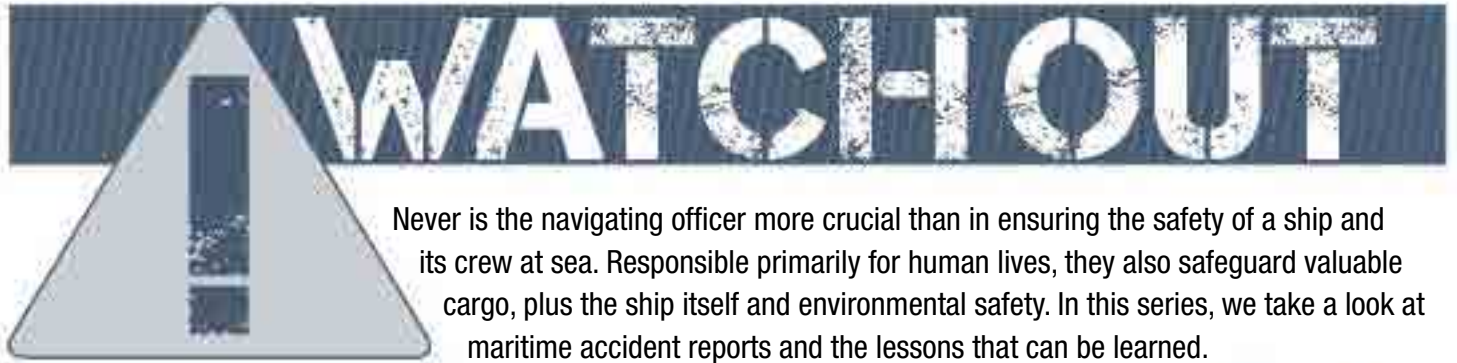 WATCH OUT
Never is the navigating officer more crucial than in ensuring the safety of a ship and
its crew at sea. Responsible primarily for human lives, they also safeguard valuable
cargo, plus the ship itself and environmental safety. In this series, we take a look at
maritime accident reports and the lessons that can be learned.